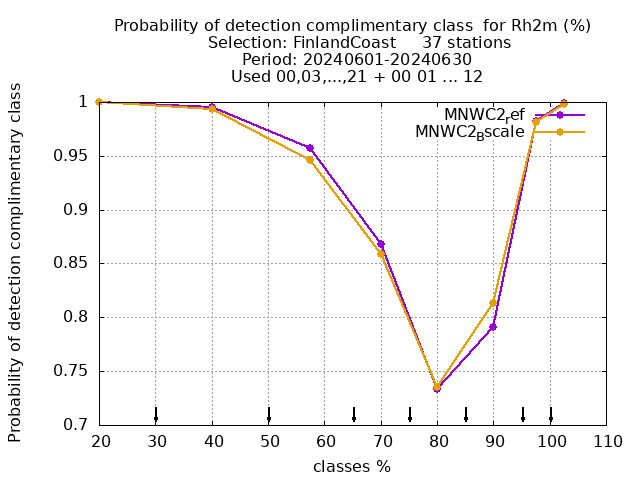 Probability of detection complimentary class  for Rh2m (%)
Selection: FinlandCoast     37 stations
Period: 20240601-20240630
Used 00,03,...,21 + 00 01 ... 12
Probability of detection complimentary class
1
0.95
0.9
0.85
0.8
0.75
0.7
MNWC2ref
MNWC2Bscale
20 30 40 50 60 70 80 90 100 110
classes %